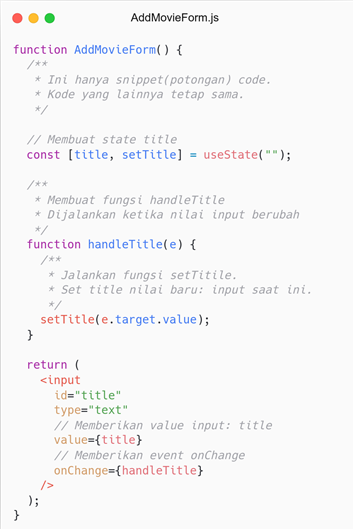 AddMovieForm.js
function AddMovieForm() {
  /**
   * Ini hanya snippet(potongan) code.
   * Kode yang lainnya tetap sama.
   */
  // Membuat state title
  const [title, setTitle] = useState("");
  /**
   * Membuat fungsi handleTitle
   * Dijalankan ketika nilai input berubah
   */
  function handleTitle(e) {
    /**
     * Jalankan fungsi setTitile.
     * Set title nilai baru: input saat ini.
     */
    setTitle(e.target.value);
  }
  return (
    <input
      id="title"
      type="text"
      // Memberikan value input: title
      value={title}
      // Memberikan event onChange
      onChange={handleTitle}
    />
  );
}